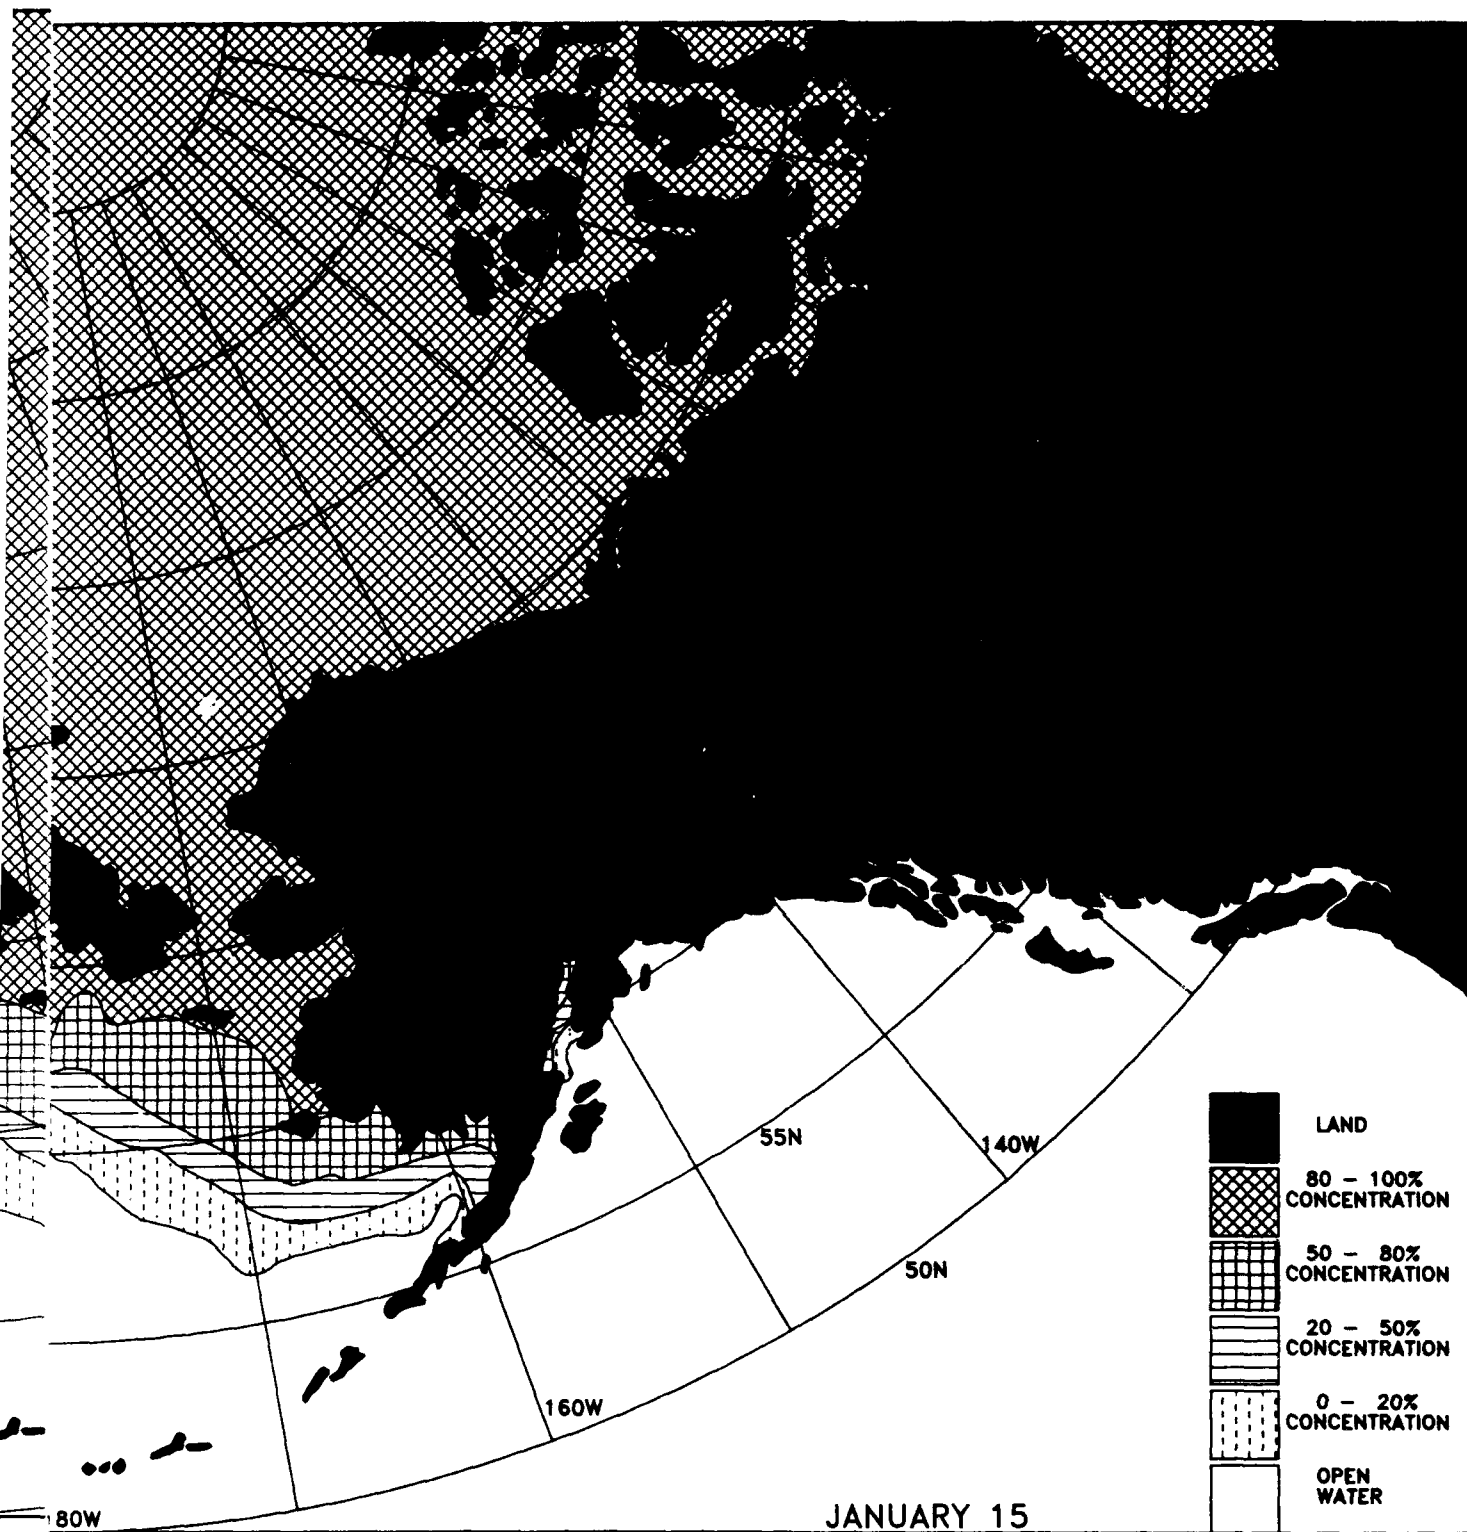 LAND
80 – 100%
CONCENTRATION
55N
140W
50 – 80%
CONCENTRATION
50N
20 – 50%
CONCENTRATION
160W
0 – 20%
CONCENTRATION
OPEN
WATER
80W
JANUARY 15